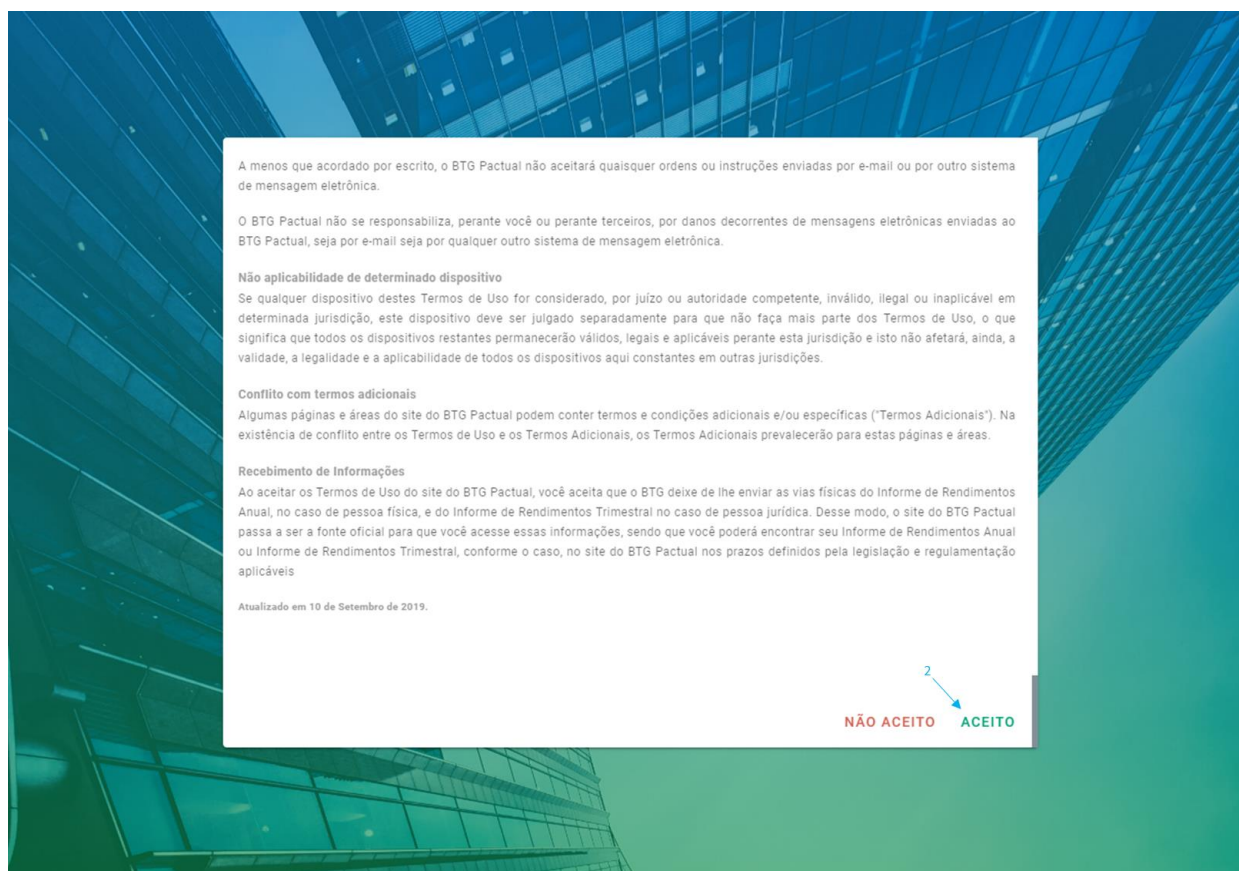 A menos que acordado por escrito, o BTG Pactual não aceitará quaisquer ordens ou instruções enviadas por e-mail ou por outro sistema
de mensagem eletrônica.
O BTG Pactual não se responsabiliza, perante você ou perante terceiros, por danos decorrentes de mensagens eletrônicas enviadas ao
BTG Pactual, seja por e-mail seja por qualquer outro sistema de mensagem eletrônica.
Não aplicabilidade de determinado dispositivo
Se qualquer dispositivo destes Termos de Uso for considerado, por juízo ou autoridade competente, inválido, ilegal ou inaplicável em
determinada jurisdição, este dispositivo deve ser julgado separadamente para que não faça mais parte dos Termos de Uso, o que
significa que todos os dispositivos restantes permanecerão válidos, legais e aplicáveis perante esta jurisdição e isto não afetará, ainda, a
validade, a legalidade e a aplicabilidade de todos os dispositivos aqui constantes em outras jurisdições.
Conflito com termos adicionais
Algumas páginas e áreas do site do BTG Pactual podem conter termos e condições adicionais e/ou específicas ("Termos Adicionais"). Na
existência de conflito entre os Termos de Uso e os Termos Adicionais, os Termos Adicionais prevalecerão para estas páginas e áreas.
Recebimento de Informações
Ao aceitar os Termos de Uso do site do BTG Pactual, você aceita que o BTG deixe de lhe enviar as vias físicas do Informe de Rendimentos
Anual, no caso de pessoa física, e do Informe de Rendimentos Trimestral no caso de pessoa jurídica. Desse modo, o site do BTG Pactual
passa a ser a fonte oficial para que você acesse essas informações, sendo que você poderá encontrar seu Informe de Rendimentos Anual
ou Informe de Rendimentos Trimestral, conforme o caso, no site do BTG Pactual nos prazos definidos pela legislação e regulamentação
aplicáveis
Atualizado em 10 de Setembro de 2019.
2
NÃO ACEITO ACEITO